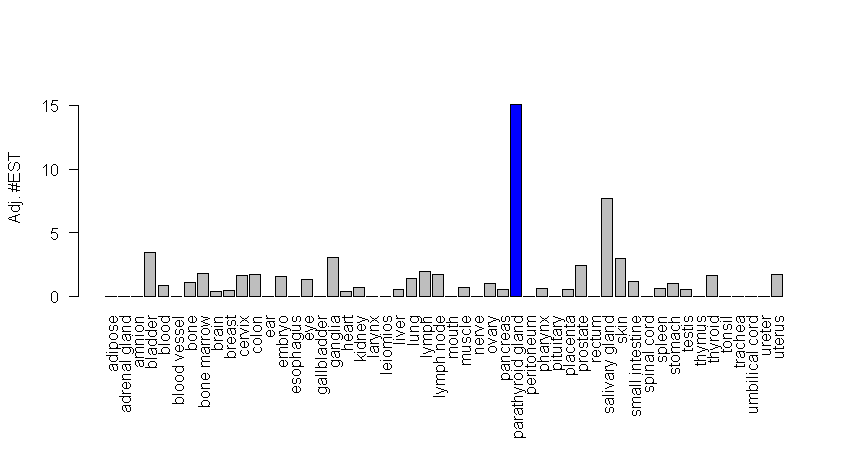 Adj. #EST
15
10
5
0
adipose
adrenal gland
amnion
bladder
blood
blood vessel
bone
bone marrow
brain
breast
cervix
colon
ear
embryo
esophagus
eye
gallbladder
ganglia
heart
kidney
larynx
leiomios
liver
lung
lymph
lymph node
mouth
muscle
nerve
ovary
pancreas
parathyroid gland
peritoneum
pharynx
pituitary
placenta
prostate
rectum
salivary gland
skin
small intestine
spinal cord
spleen
stomach
testis
thymus
thyroid
tonsil
trachea
umbilical cord
ureter
uterus